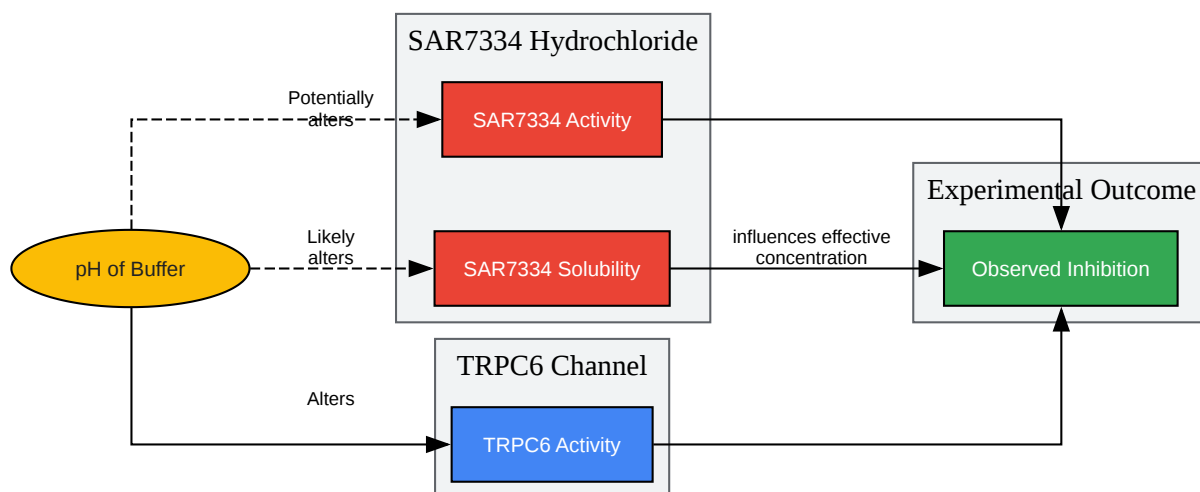 SAR7334 Hydrochloride
Potentially
alters
SAR7334 Activity
Experimental Outcome
pH of Buffer
Likely
alters
SAR7334 Solubility
influences effective
concentration
Observed Inhibition
TRPC6 Channel
Alters
TRPC6 Activity